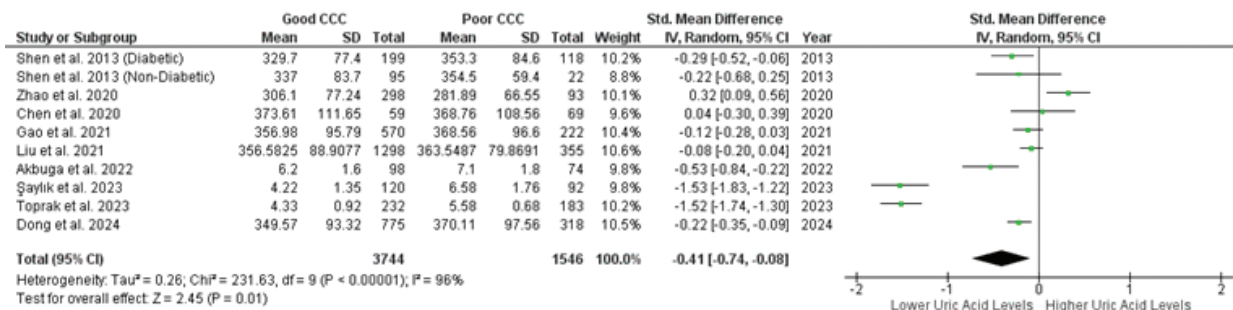 Good CCC Poor CCC Std. Mean Difference Std. Mean Difference
Study or Subgroup Mean SD Total Mean SD Total Weight IV, Random, 95% CI Year IV, Random, 95% CI
Shen et al. 2013 (Diabetic) 329.7 77.4 199 353.3 84.6 118 10.2% -0.29 [-0.52, -0.06] 2013
Shen et al. 2013 (Non-Diabetic) 337 83.7 95 354.5 59.4 22 8.8% -0.22 [-0.68, 0.25] 2013
Zhao et al. 2020 306.1 77.24 298 281.89 66.55 93 10.1% 0.32 [0.09, 0.56] 2020
Chen et al. 2020 373.61 111.65 59 368.76 108.56 69 9.6% 0.04 [-0.30, 0.39] 2020
Gao et al. 2021 356.98 95.79 570 368.56 96.6 222 10.4% -0.12 [-0.28, 0.03] 2021
Liu et al. 2021 356.5825 88.9077 1298 363.5487 79.8691 355 10.5% -0.08 [-0.20, 0.04] 2021
Akbuga et al. 2022 6.2 1.6 98 7.1 1.8 74 9.8% -0.53 [-0.84, -0.22] 2022
Şaylık et al. 2023 4.22 1.35 120 6.58 1.76 92 9.8% -1.53 [-1.83, -1.22] 2023
Toprak et al. 2023 4.33 0.92 232 5.58 0.68 183 10.2% -1.52 [-1.74, -1.30] 2023
Dong et al. 2024 349.57 93.32 775 370.11 97.56 318 10.5% -0.22 [-0.35, -0.09] 2024
Total (95% CI) 3744 1546 100.0% -0.41 [-0.74, -0.08]
Heterogeneity: Tau² = 0.26; Chi² = 231.63, df = 9 (P < 0.00001); I² = 96%
Test for overall effect: Z = 2.45 (P = 0.01)
-2 -1 0 1 2
Lower Uric Acid Levels Higher Uric Acid Levels